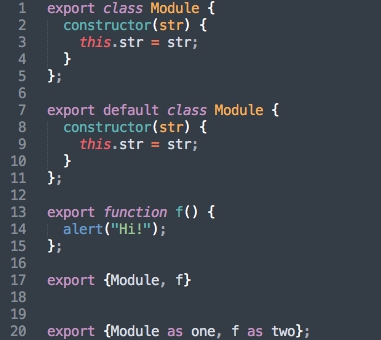 1 export class Module {
2   constructor(str) {
3     this.str = str;
4   }
5 };
6
7 export default class Module {
8   constructor(str) {
9     this.str = str;
10   }
11 };
12
13 export function f() {
14   alert("Hi!");
15 };
16
17 export {Module, f}
18
19
20 export {Module as one, f as two};